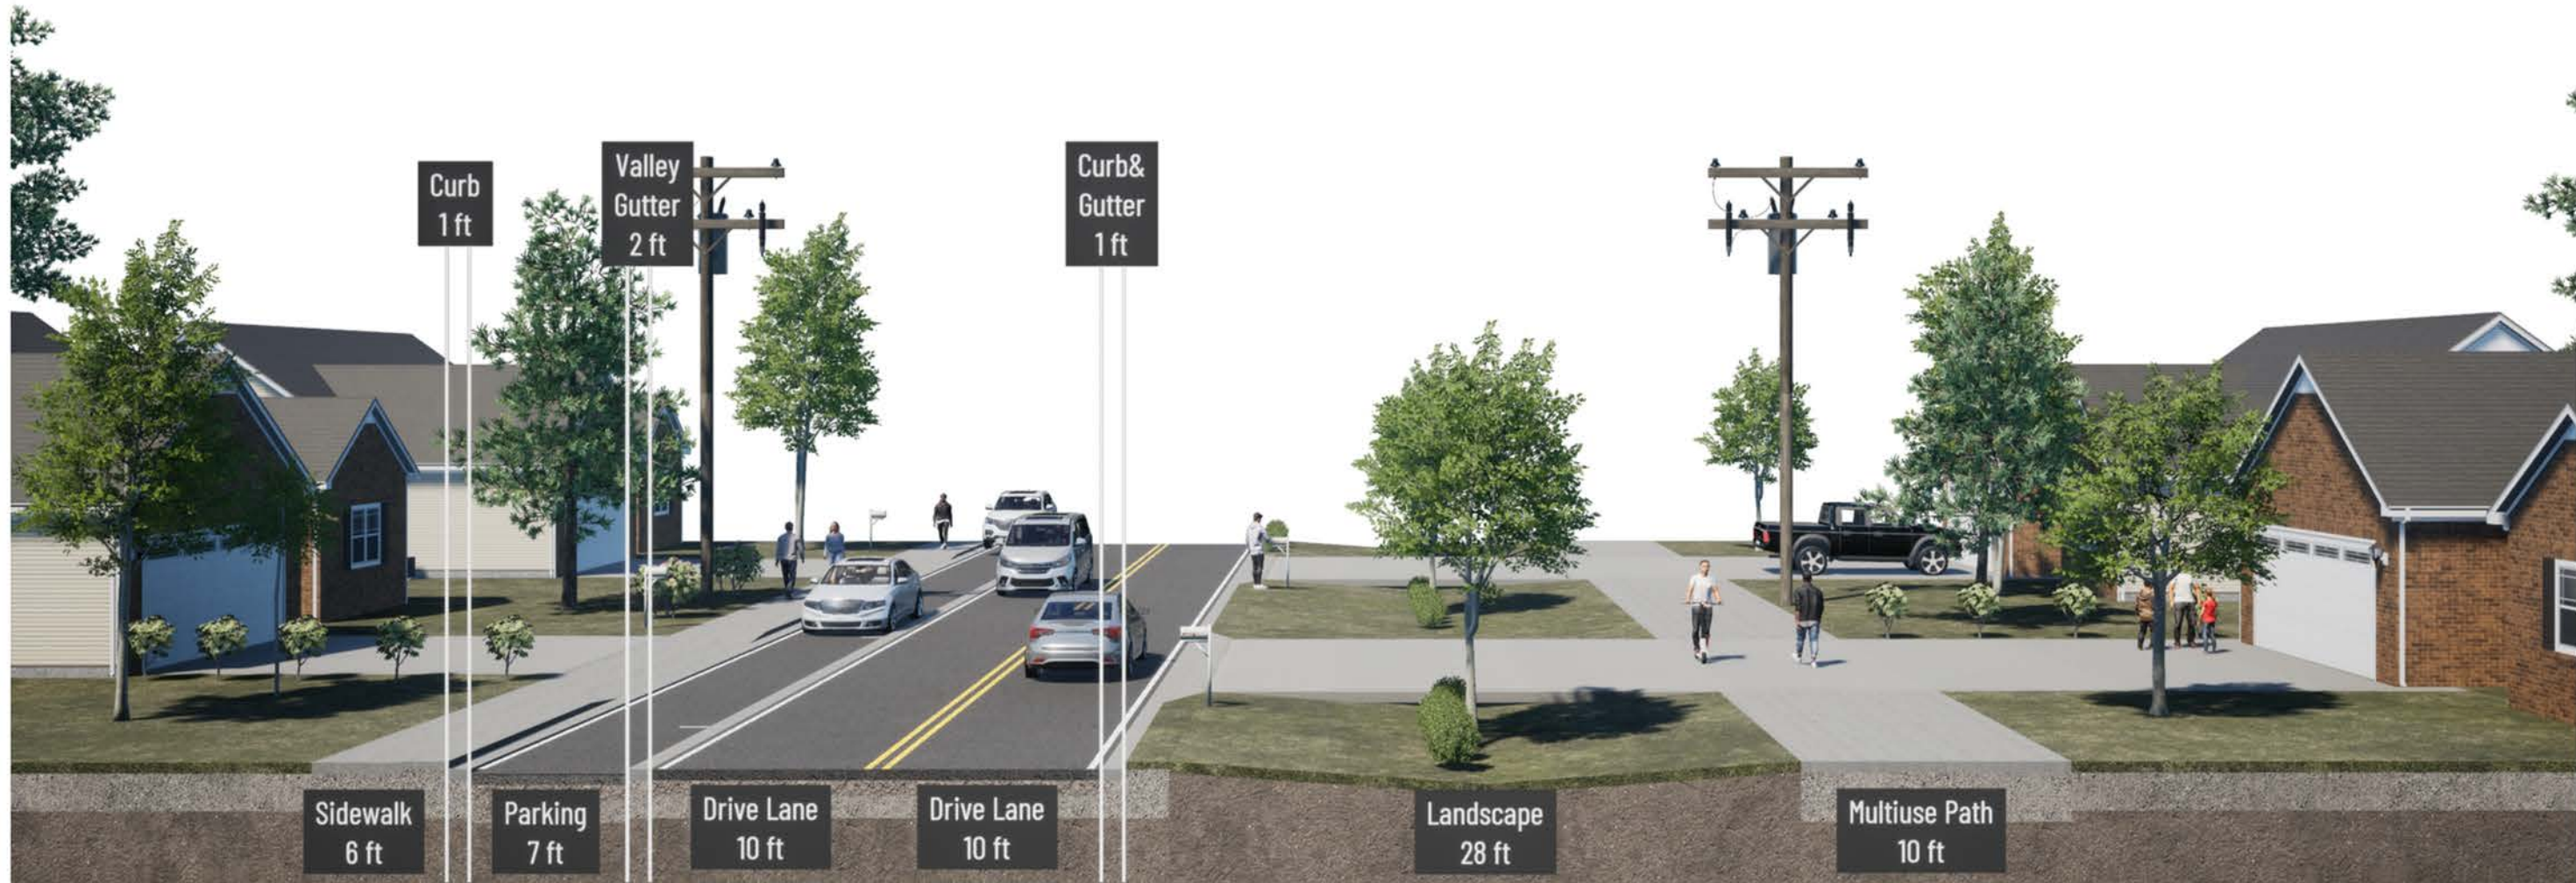 Curb
1 ft
Valley
Gutter
2 ft
Curb&
Gutter
1 ft
Sidewalk
6 ft
Parking
7 ft
Drive Lane
10 ft
Drive Lane
10 ft
Landscape
28 ft
Multiuse Path
10 ft